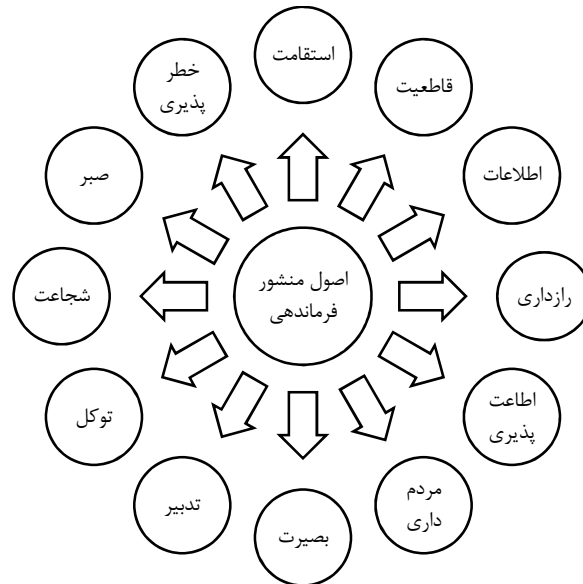 اصول منشور
فرماندهی
استقامت
قاطعیت
اطلاعات
رازداری
اطاعت
پذیری
مردم
داری
بصیرت
تدبیر
توکل
شجاعت
صبر
خطر
پذیری